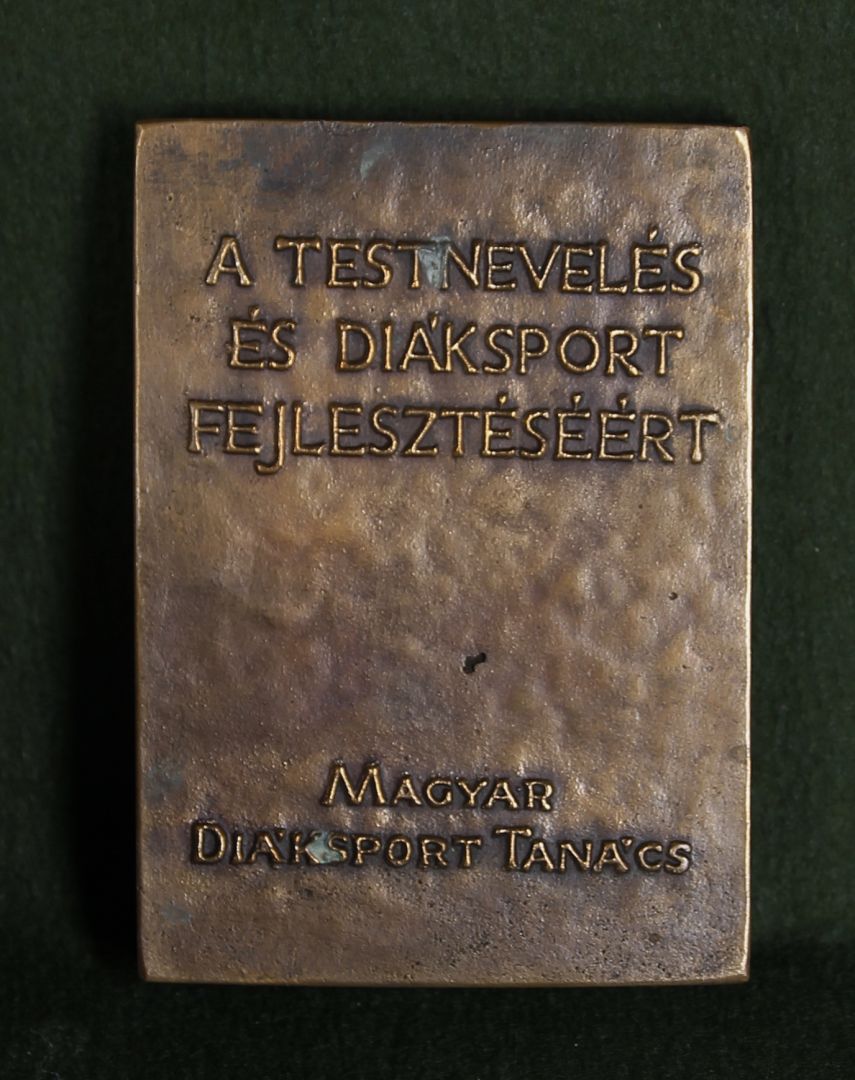 A TESTNEVELÉS
ÉS DIÁKSPORT
FEJLESZTÉSÉÉRT
MAGYAR
DIÁKSPORT TANÁCS